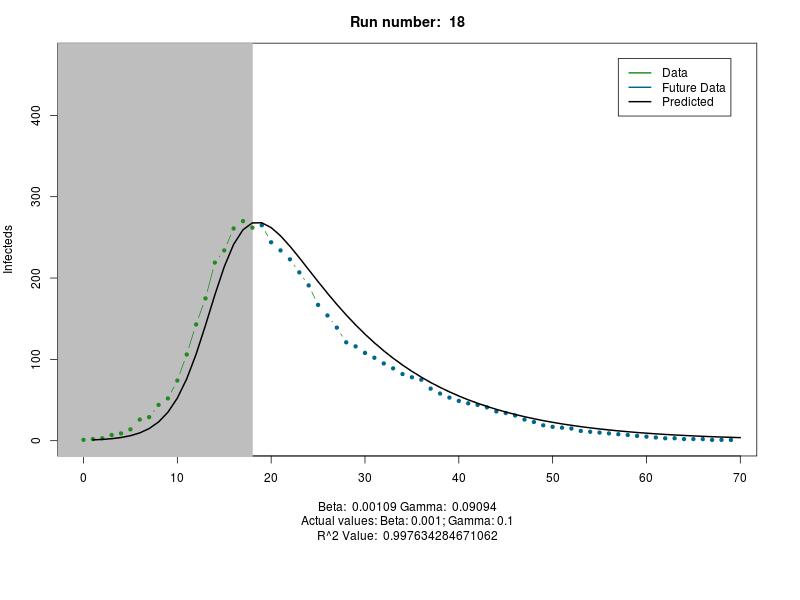 Run number: 18
Data
Future Data
Predicted
Infecteds
400
300
200
100
0
0 10 20 30 40 50 60 70
Beta: 0.00109 Gamma: 0.09094
Actual values: Beta: 0.001; Gamma: 0.1
R^2 Value: 0.997634284671062